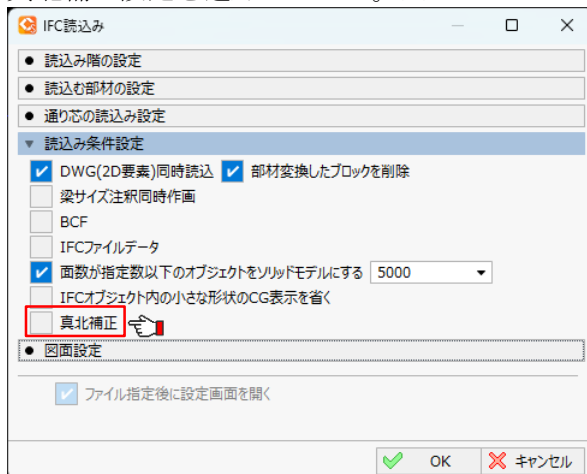 IFC読込み
読込み階の設定
読込む部材の設定
通り芯の読込み設定
読込み条件設定
DWG(2D要素)同時読込 部材変換したブロックを削除
梁サイズ注釈同時作画
BCF
IFCファイルデータ
面数が指定数以下のオブジェクトをソリッドモデルにする 5000
IFCオブジェクト内の小さな形状のCG表示を省く
真北補正
図面設定
ファイル指定後に設定画面を開く
OK キャンセル